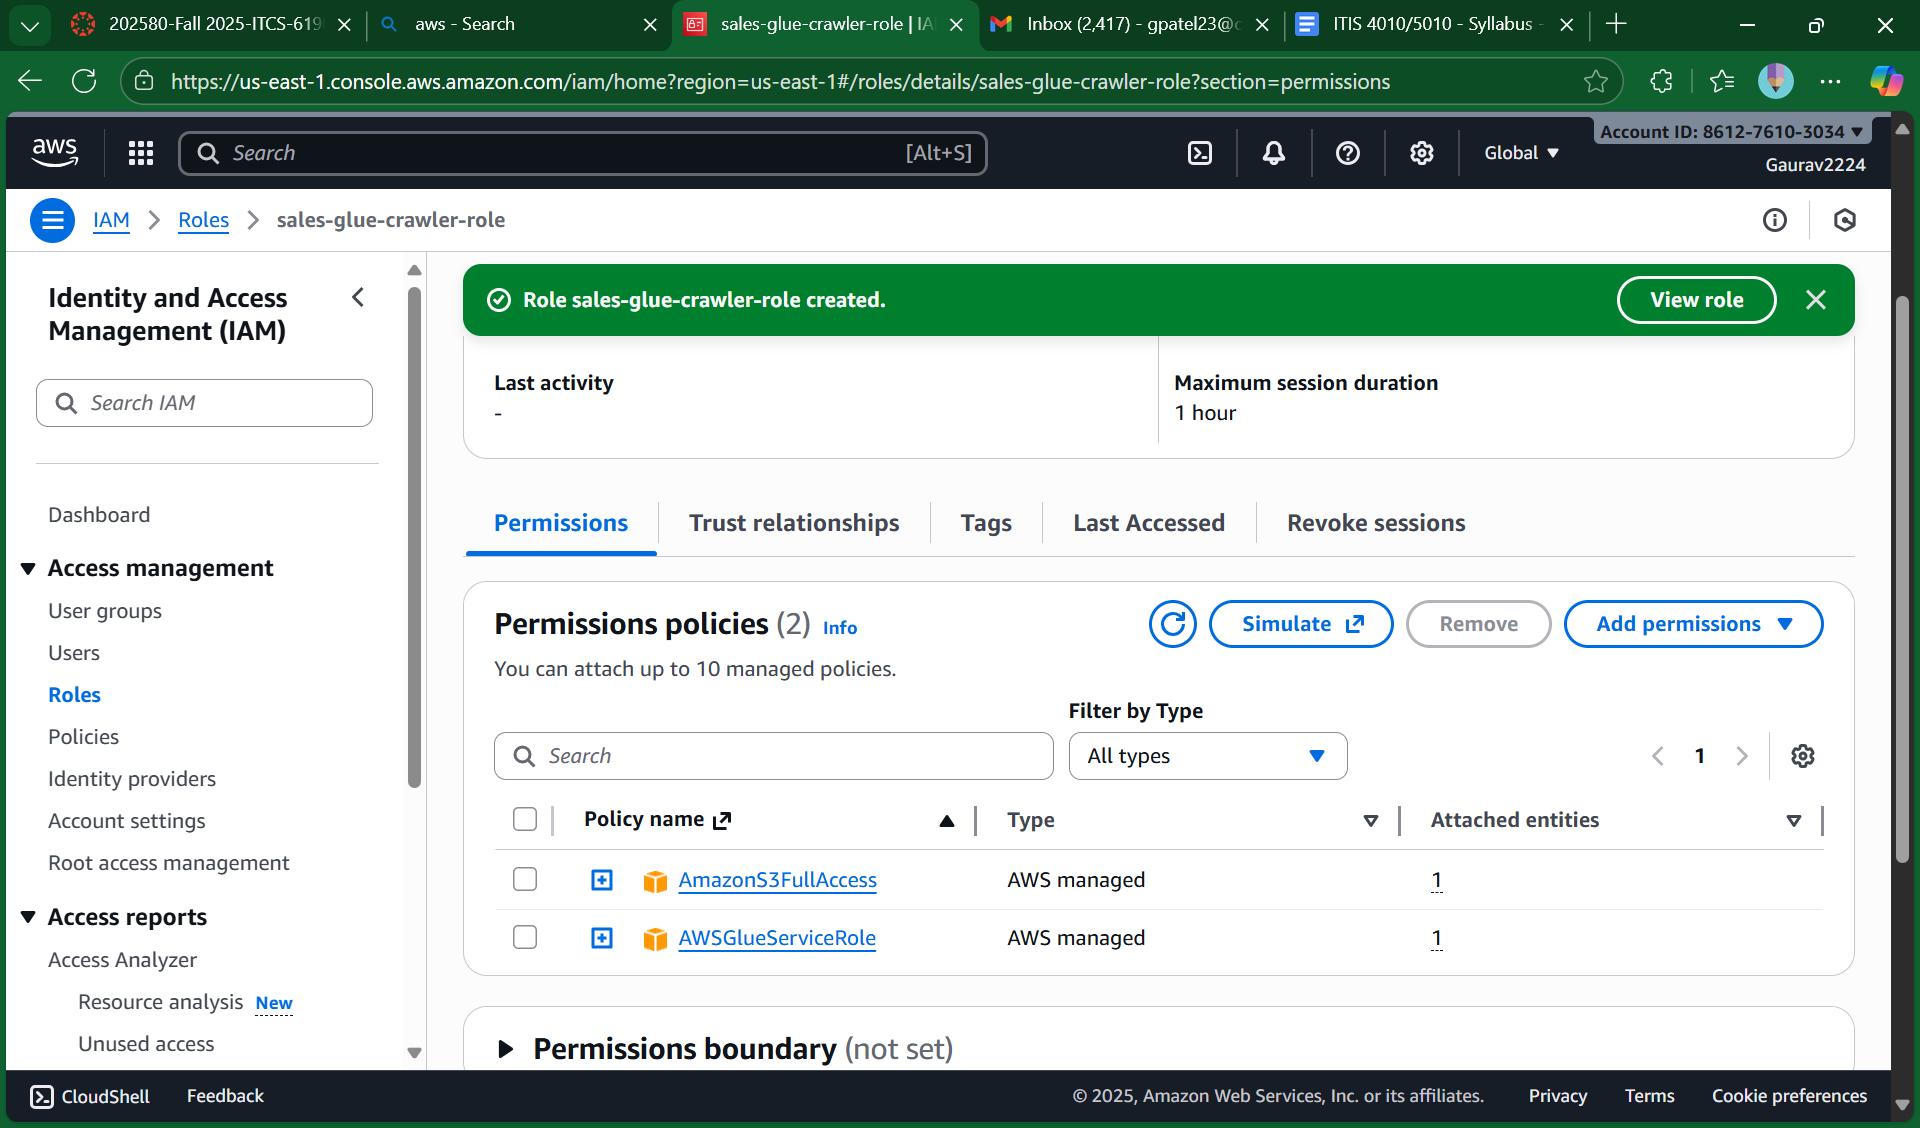 202580-Fall 2025-ITCS-619
aws - Search
sales-glue-crawler-role | IA
Inbox (2,417) - gpatel23@c
ITIS 4010/5010 - Syllabus -
https://us-east-1.console.aws.amazon.com/iam/home?region=us-east-1#/roles/details/sales-glue-crawler-role?section=permissions
aws
Search
[Alt+S]
Global
Account ID: 8612-7610-3034
Gaurav2224
IAM
Roles
sales-glue-crawler-role
Identity and Access
Management (IAM)
Search IAM
Dashboard
Access management
User groups
Users
Roles
Policies
Identity providers
Account settings
Root access management
Access reports
Access Analyzer
Resource analysis New
Unused access
Role sales-glue-crawler-role created.
View role
Last activity
-
Maximum session duration
1 hour
Permissions
Trust relationships
Tags
Last Accessed
Revoke sessions
Permissions policies (2) Info
Simulate
Remove
Add permissions
You can attach up to 10 managed policies.
Filter by Type
Search
All types
1
Policy name
Type
Attached entities
AmazonS3FullAccess
AWS managed
1
AWSGlueServiceRole
AWS managed
1
Permissions boundary (not set)
CloudShell
Feedback
© 2025, Amazon Web Services, Inc. or its affiliates.
Privacy
Terms
Cookie preferences